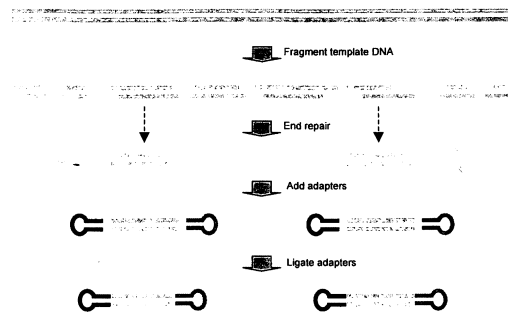 Fragment template DNA
End repair
Add adapters
Ligate adapters